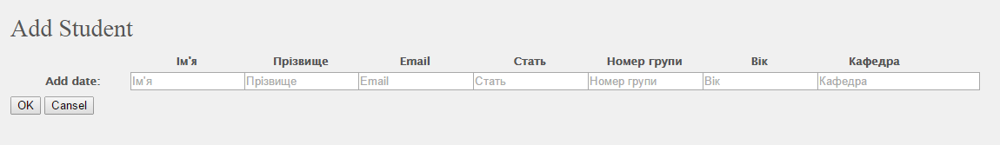 Add Student
Ім'я Прізвище Email Стать Номер групи Вік Кафедра
Add date: Ім'я Прізвище Email Стать Номер групи Вік Кафедра
OK Cansel